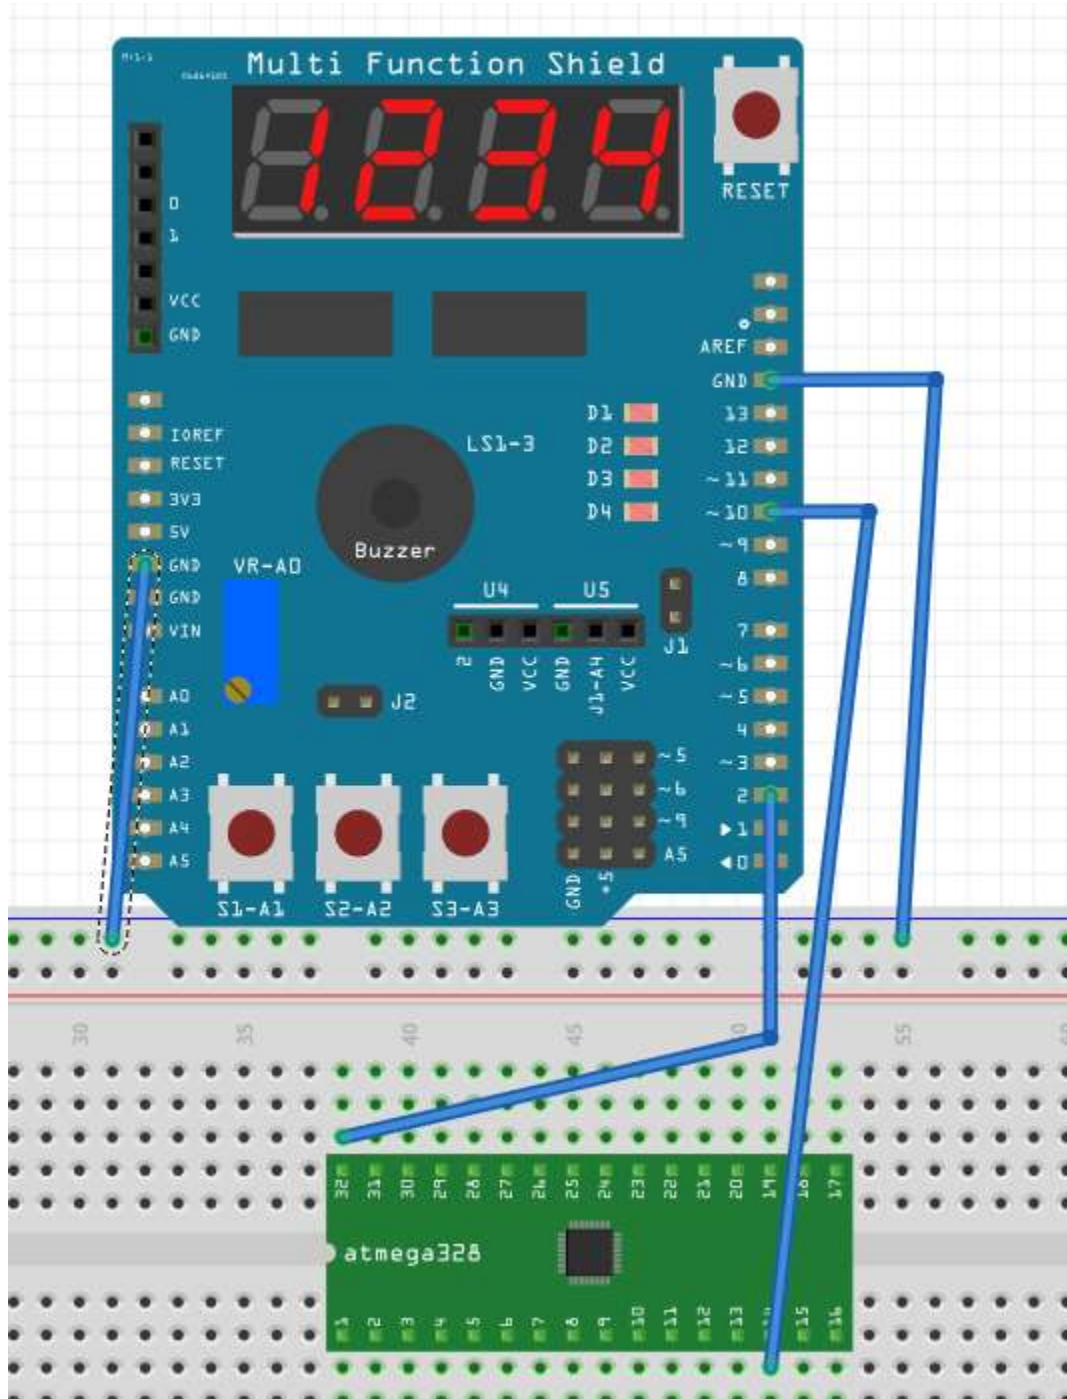 Multi Function Shield
RESET
0
1
VCC
GND
AREF
GND
13
12
~11
~10
~9
8
7
~6
~5
4
~3
2
▶1
◀0
IOREF
RESET
3V3
5V
GND
GND
VIN
A0
A1
A2
A3
A4
A5
D1
D2
D3
D4
LS1-3
Buzzer
VR-A0
U4
U5
2
GND
VCC
GND
J1-A4
VCC
J1
J2
~5
~6
~9
A5
GND
+5
S1-A1
S2-A2
S3-A3
30
35
40
45
55
32
31
30
29
28
27
26
25
24
23
22
21
20
19
18
17
atmega328
1
2
3
4
5
6
7
8
9
10
11
12
13
14
15
16